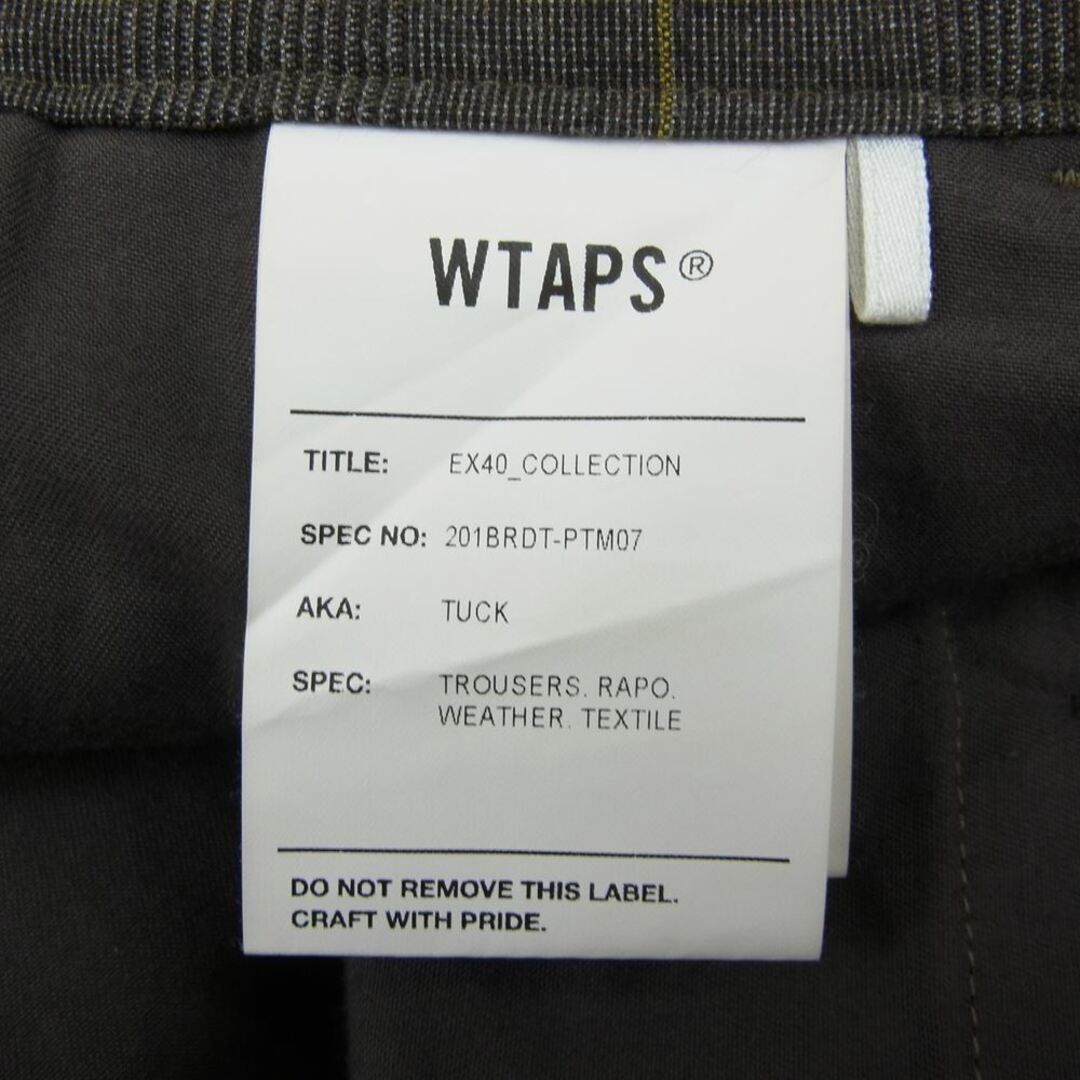 WTAPS®
TITLE: EX40_COLLECTION
SPEC NO: 201BRDT-PTM07
AKA: TUCK
SPEC: TROUSERS. RAPO.
WEATHER. TEXTILE
DO NOT REMOVE THIS LABEL.
CRAFT WITH PRIDE.